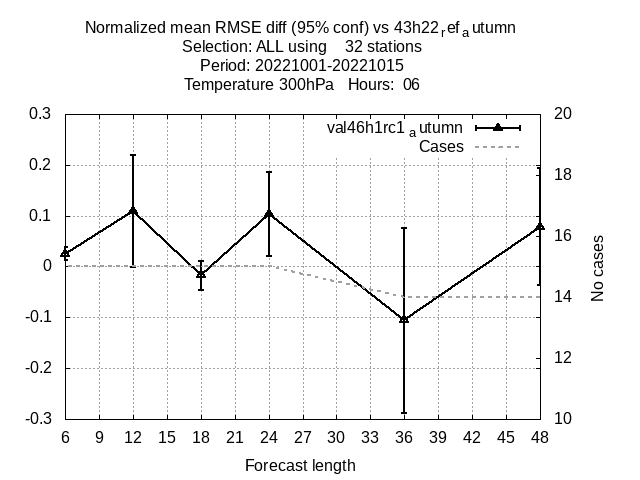 Normalized mean RMSE diff (95% conf) vs 43h22refautumn
Selection: ALL using 32 stations
Period: 20221001-20221015
Temperature 300hPa Hours: 06
0.3
0.2
0.1
0
-0.1
-0.2
-0.3
20
18
16
14
12
10
val46h1rc1autumn
Cases
No cases
6 9 12 15 18 21 24 27 30 33 36 39 42 45 48
Forecast length